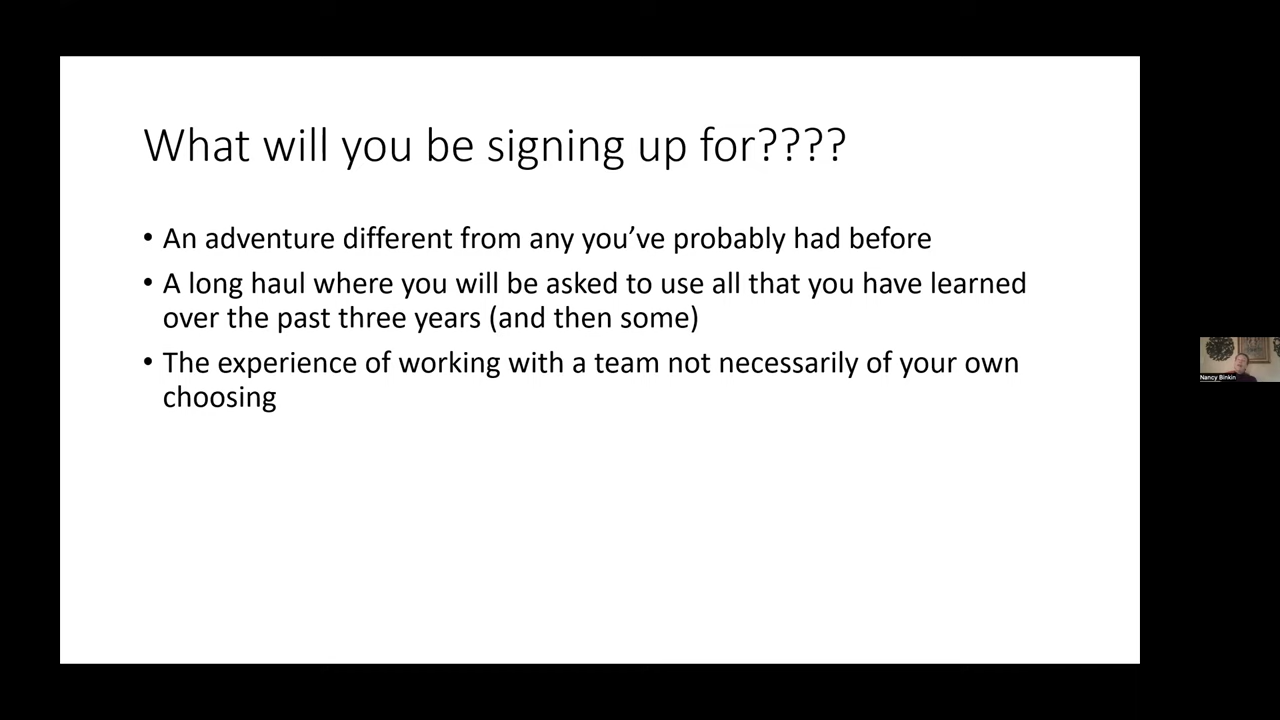 What will you be signing up for????
• An adventure different from any you’ve probably had before
• A long haul where you will be asked to use all that you have learned
over the past three years (and then some)
• The experience of working with a team not necessarily of your own
choosing
Nancy Binkin